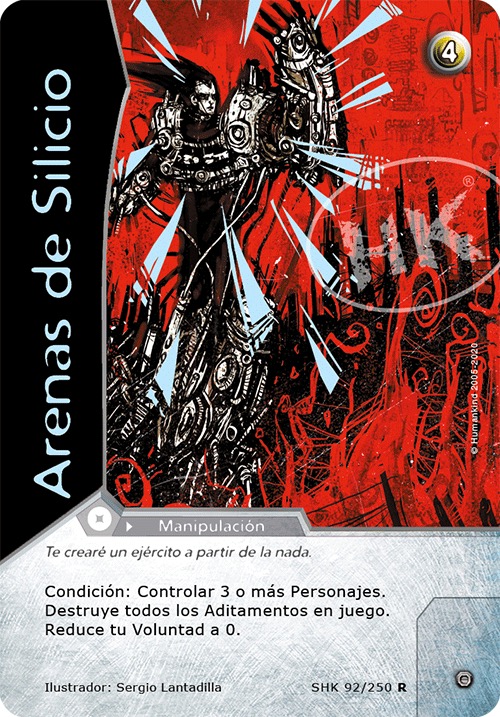 Arenas de Silicio
4
HK
®
© Humankind 2005-2020
Manipulación
Te crearé un ejército a partir de la nada.
Condición: Controlar 3 o más Personajes.
Destruye todos los Aditamentos en juego.
Reduce tu Voluntad a 0.
Ilustrador: Sergio Lantadilla
SHK 92/250 R